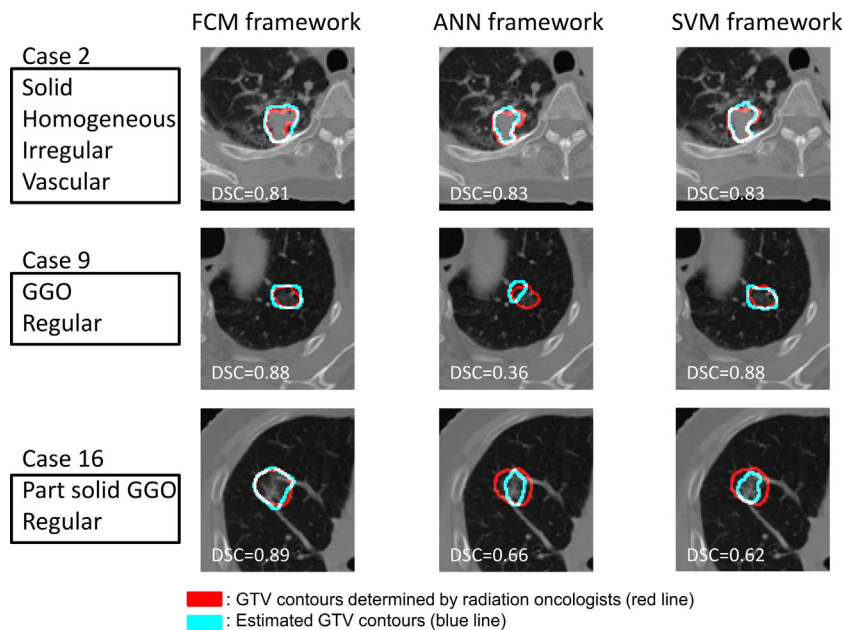 FCM framework
ANN framework
SVM framework
Case 2
Solid
Homogeneous
Irregular
Vascular
DSC=0.81
DSC=0.83
DSC=0.83
Case 9
GGO
Regular
DSC=0.88
DSC=0.36
DSC=0.88
Case 16
Part solid GGO
Regular
DSC=0.89
DSC=0.66
DSC=0.62
: GTV contours determined by radiation oncologists (red line)
: Estimated GTV contours (blue line)